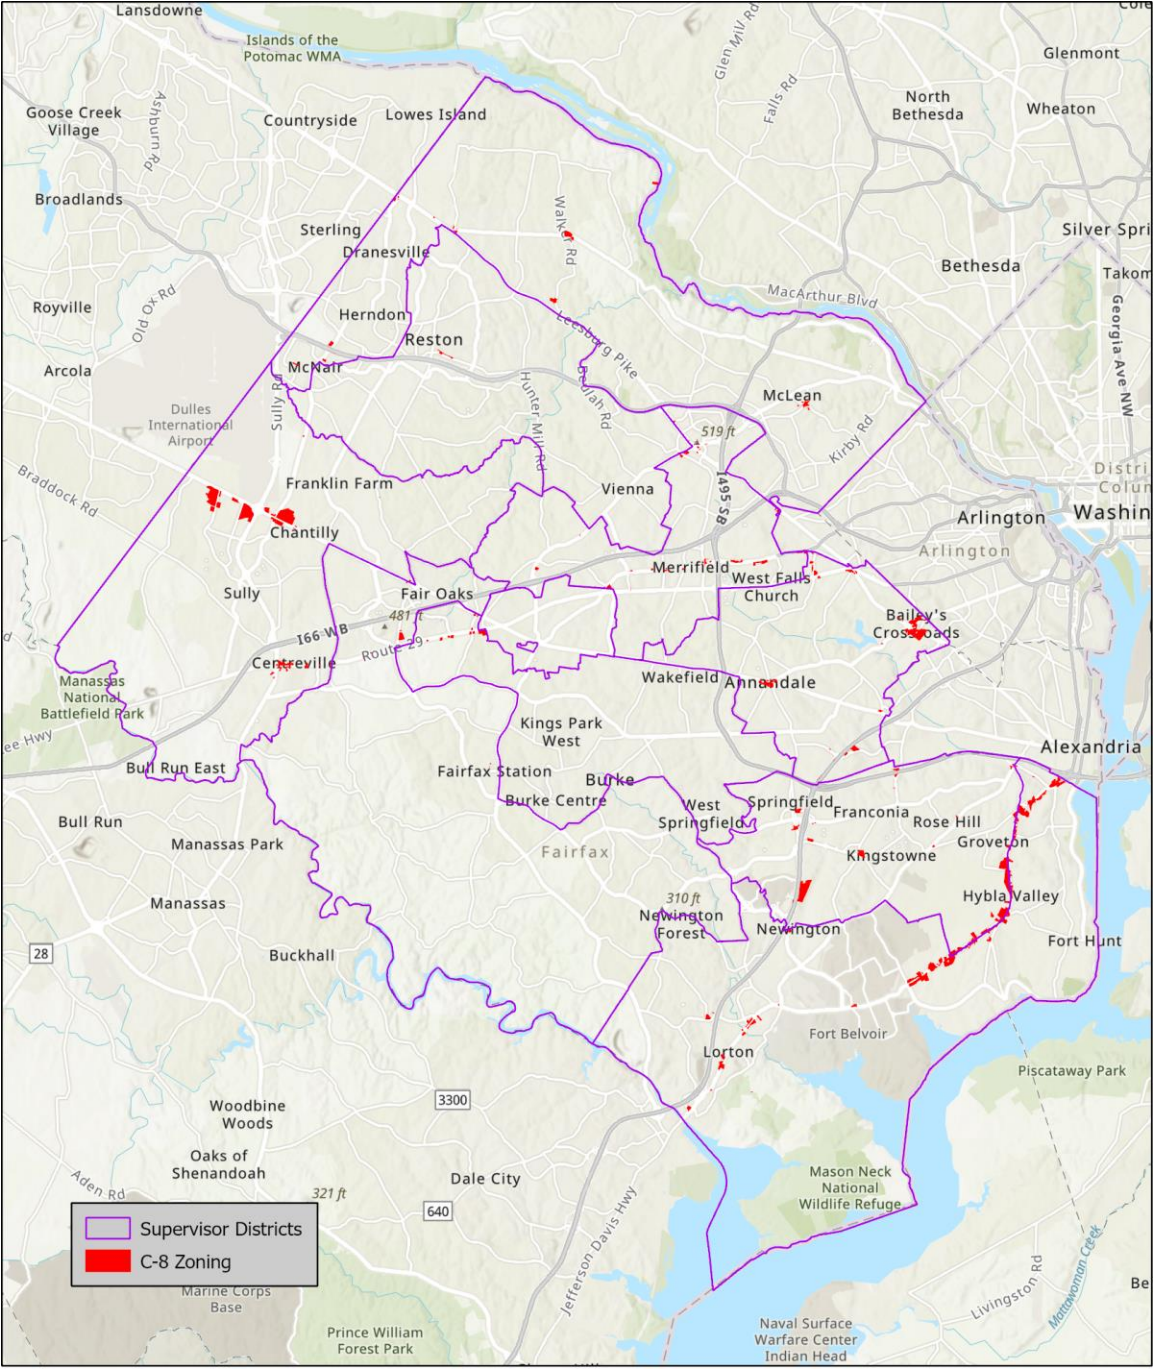 Lansdowne
Islands of the
Potomac WMA
Glen Mill Rd
Glenmont
Goose Creek
Village
Ashburn Rd
Countryside
Lowes Island
Falls Rd
North
Bethesda
Wheaton
Broadlands
Sterling
Dranesville
Walker Rd
Silver Spri
Bethesda
Takom
Royville
Old Ox Rd
Herndon
Reston
Leesburg Pike
MacArthur Blvd
Georgia Ave NW
Arcola
McNair
Sully Rd
Hunter Mill Rd
Beulah Rd
McLean
Dulles
International
Airport
519 ft
Kirby Rd
Braddock Rd
Franklin Farm
Vienna
I495 SB
Distri
Colun
Chantilly
Arlington
Washin
Arlington
Merrifield
West Falls
Church
Sully
Fair Oaks
481 ft
I66 WB
Route 29
Bailey's
Crossroads
Centreville
Manassas
National
Battlefield Park
Wakefield
Annandale
ee Hwy
Kings Park
West
Alexandria
Bull Run East
Fairfax Station
Burke
Burke Centre
West
Springfield
Springfield
Franconia
Rose Hill
Bull Run
Manassas Park
Fairfax
Kingstowne
Groveton
Manassas
310 ft
Newington
Forest
Hybla Valley
Newington
Fort Hunt
28
Buckhall
Fort Belvoir
Lorton
Piscataway Park
3300
Woodbine
Woods
Oaks of
Shenandoah
Aden Rd
321 ft
Dale City
640
Mason Neck
National
Wildlife Refuge
Jefferson Davis Hwy
Supervisor Districts
C-8 Zoning
Mattawoman Creek
Livingston Rd
Be
Marine Corps
Base
Prince William
Forest Park
Naval Surface
Warfare Center
Indian Head